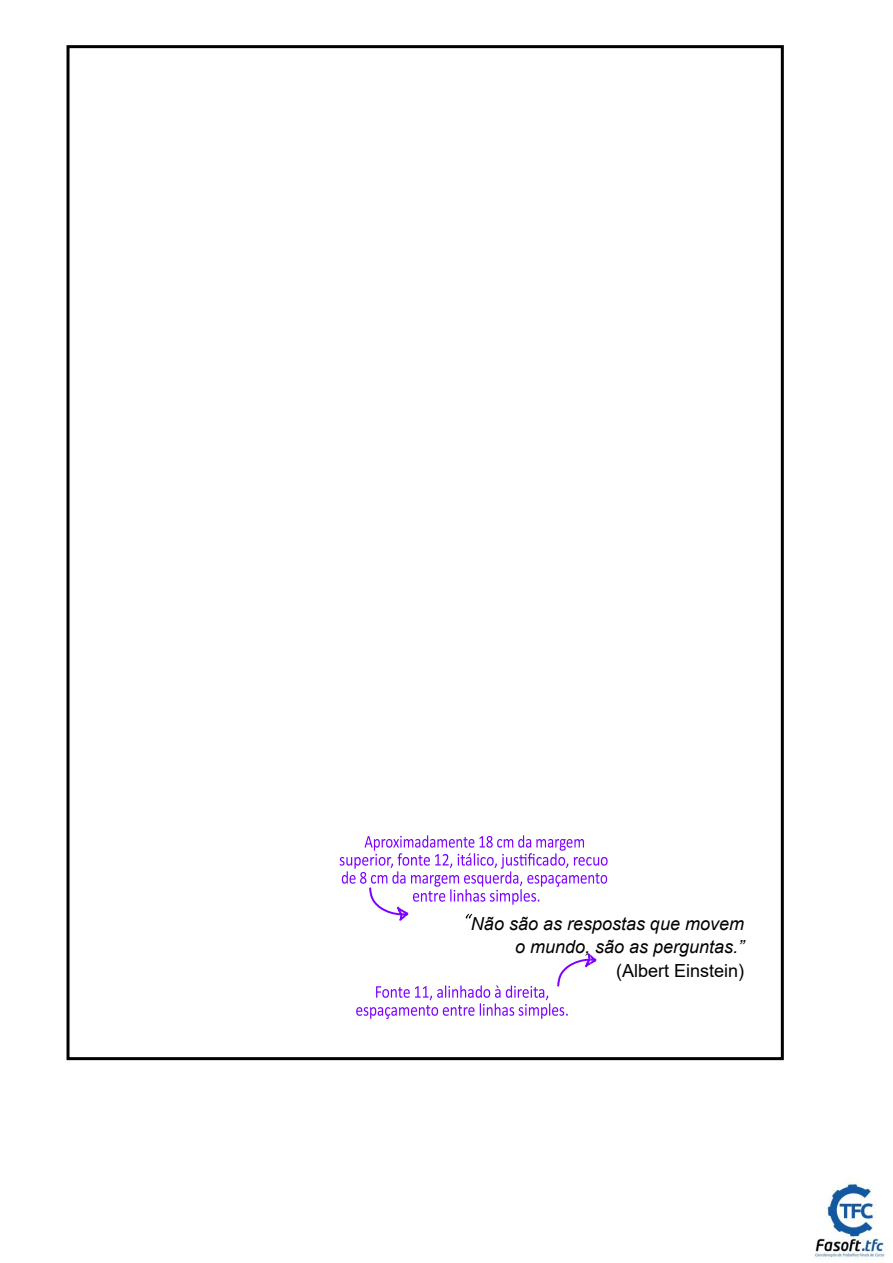 Aproximadamente 18 cm da margem
superior, fonte 12, itálico, justificado, recuo
de 8 cm da margem esquerda, espaçamento
entre linhas simples.
“Não são as respostas que movem
o mundo, são as perguntas.”
(Albert Einstein)
Fonte 11, alinhado à direita,
espaçamento entre linhas simples.
TFC
Fasoft.tfc